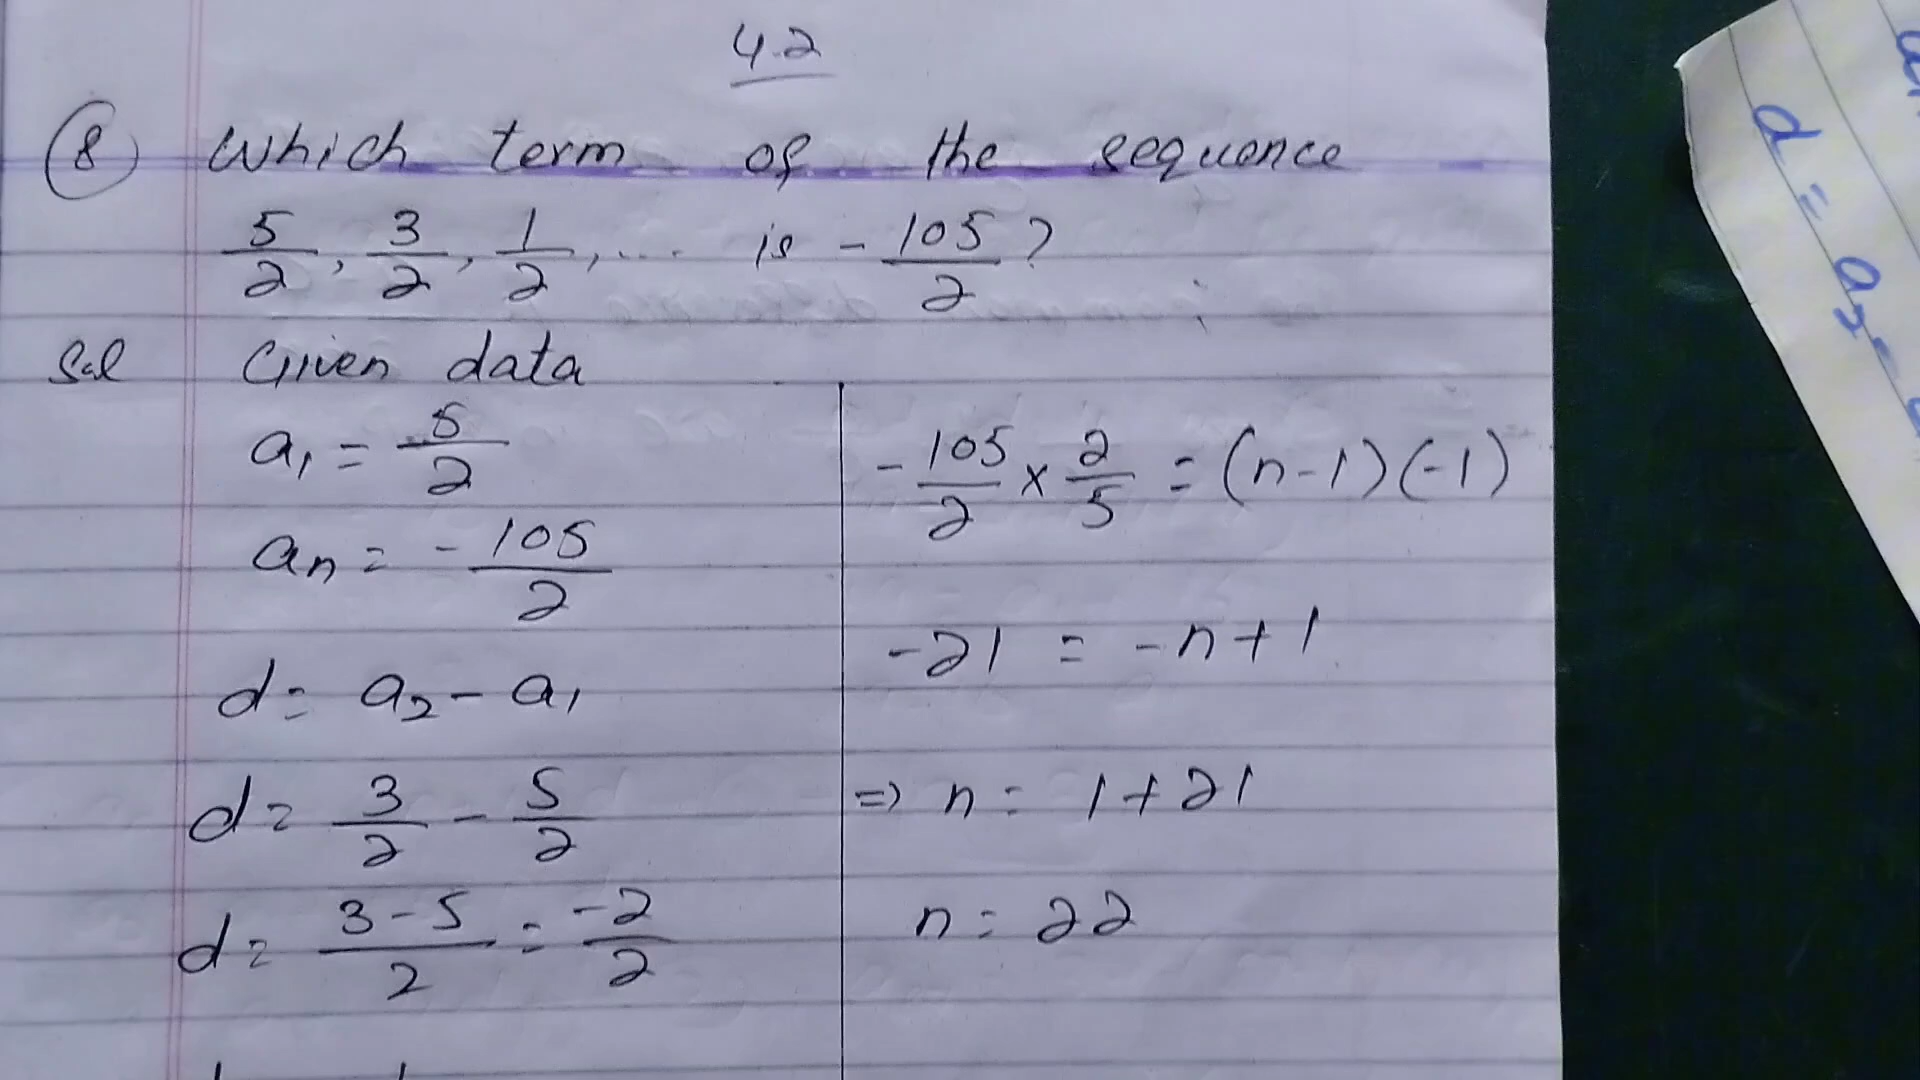 4.2
8 Which term of the sequence
5/2, 3/2, 1/2, .... is - 105/2 ?
Sol Given data
a₁ = 5/2
aₙ = - 105/2
d = a₂ - a₁
d = 3/2 - 5/2
d = 3-5/2 = -2/2
- 105/2 × 2/5 = (n-1)(-1)
-21 = -n+1
=> n = 1+21
n = 22
d = a₂ -